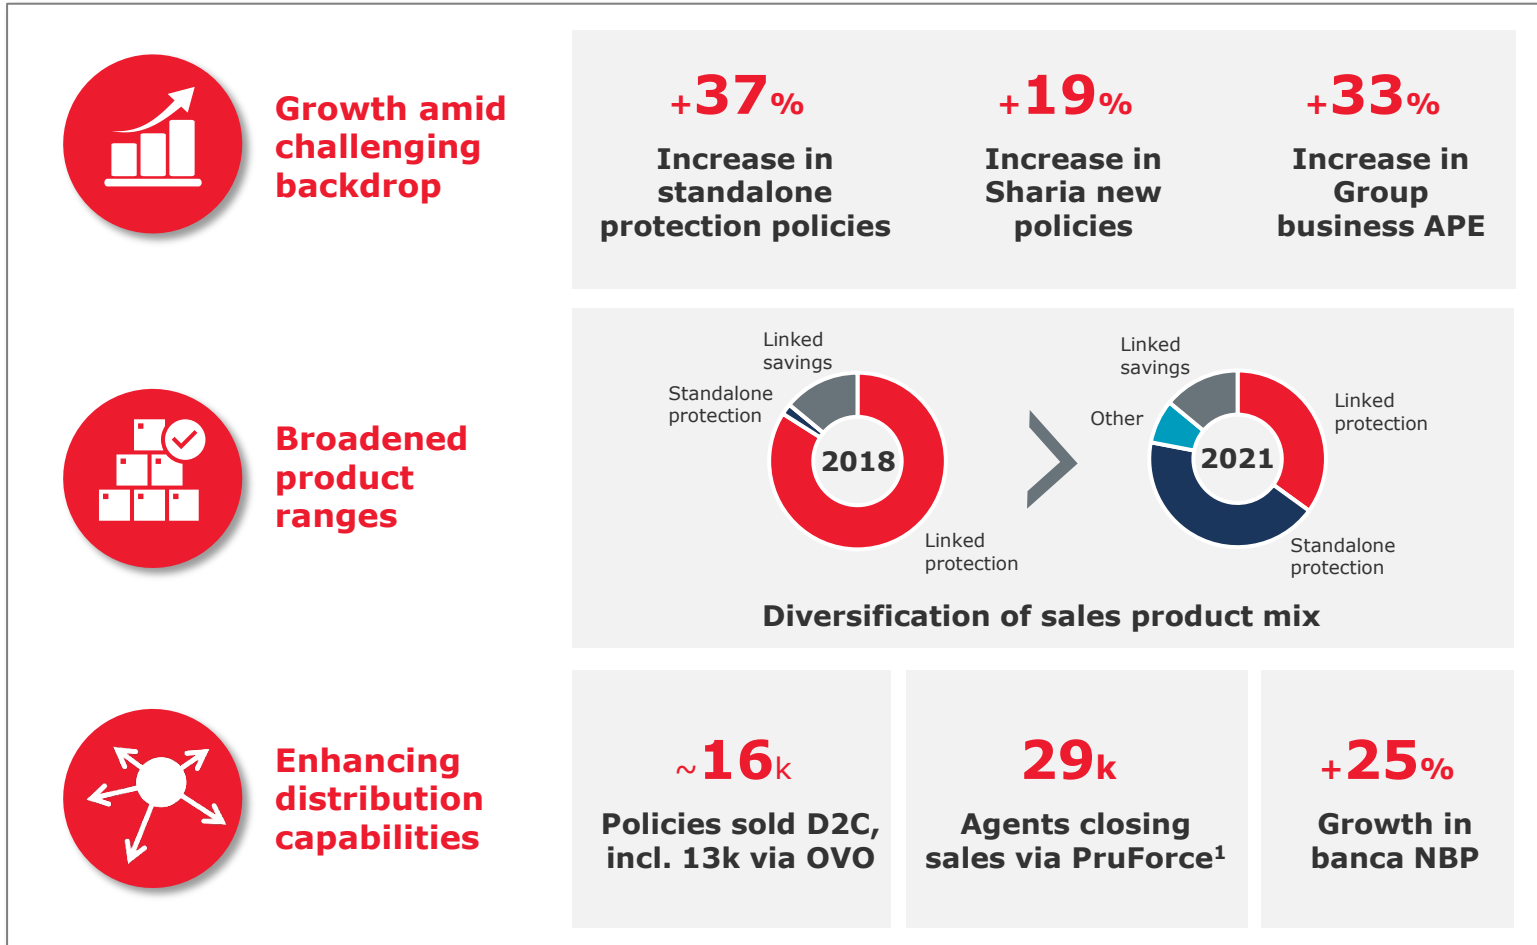 Growth amid
challenging
backdrop
+37%
Increase in
standalone
protection policies
+19%
Increase in
Sharia new
policies
+33%
Increase in
Group
business APE
Broadened
product
ranges
Linked
savings
Standalone
protection
2018
Linked
protection
Linked
savings
Other
2021
Linked
protection
Standalone
protection
Diversification of sales product mix
Enhancing
distribution
capabilities
~16k
Policies sold D2C,
incl. 13k via OVO
29k
Agents closing
sales via PruForce¹
+25%
Growth in
banca NBP